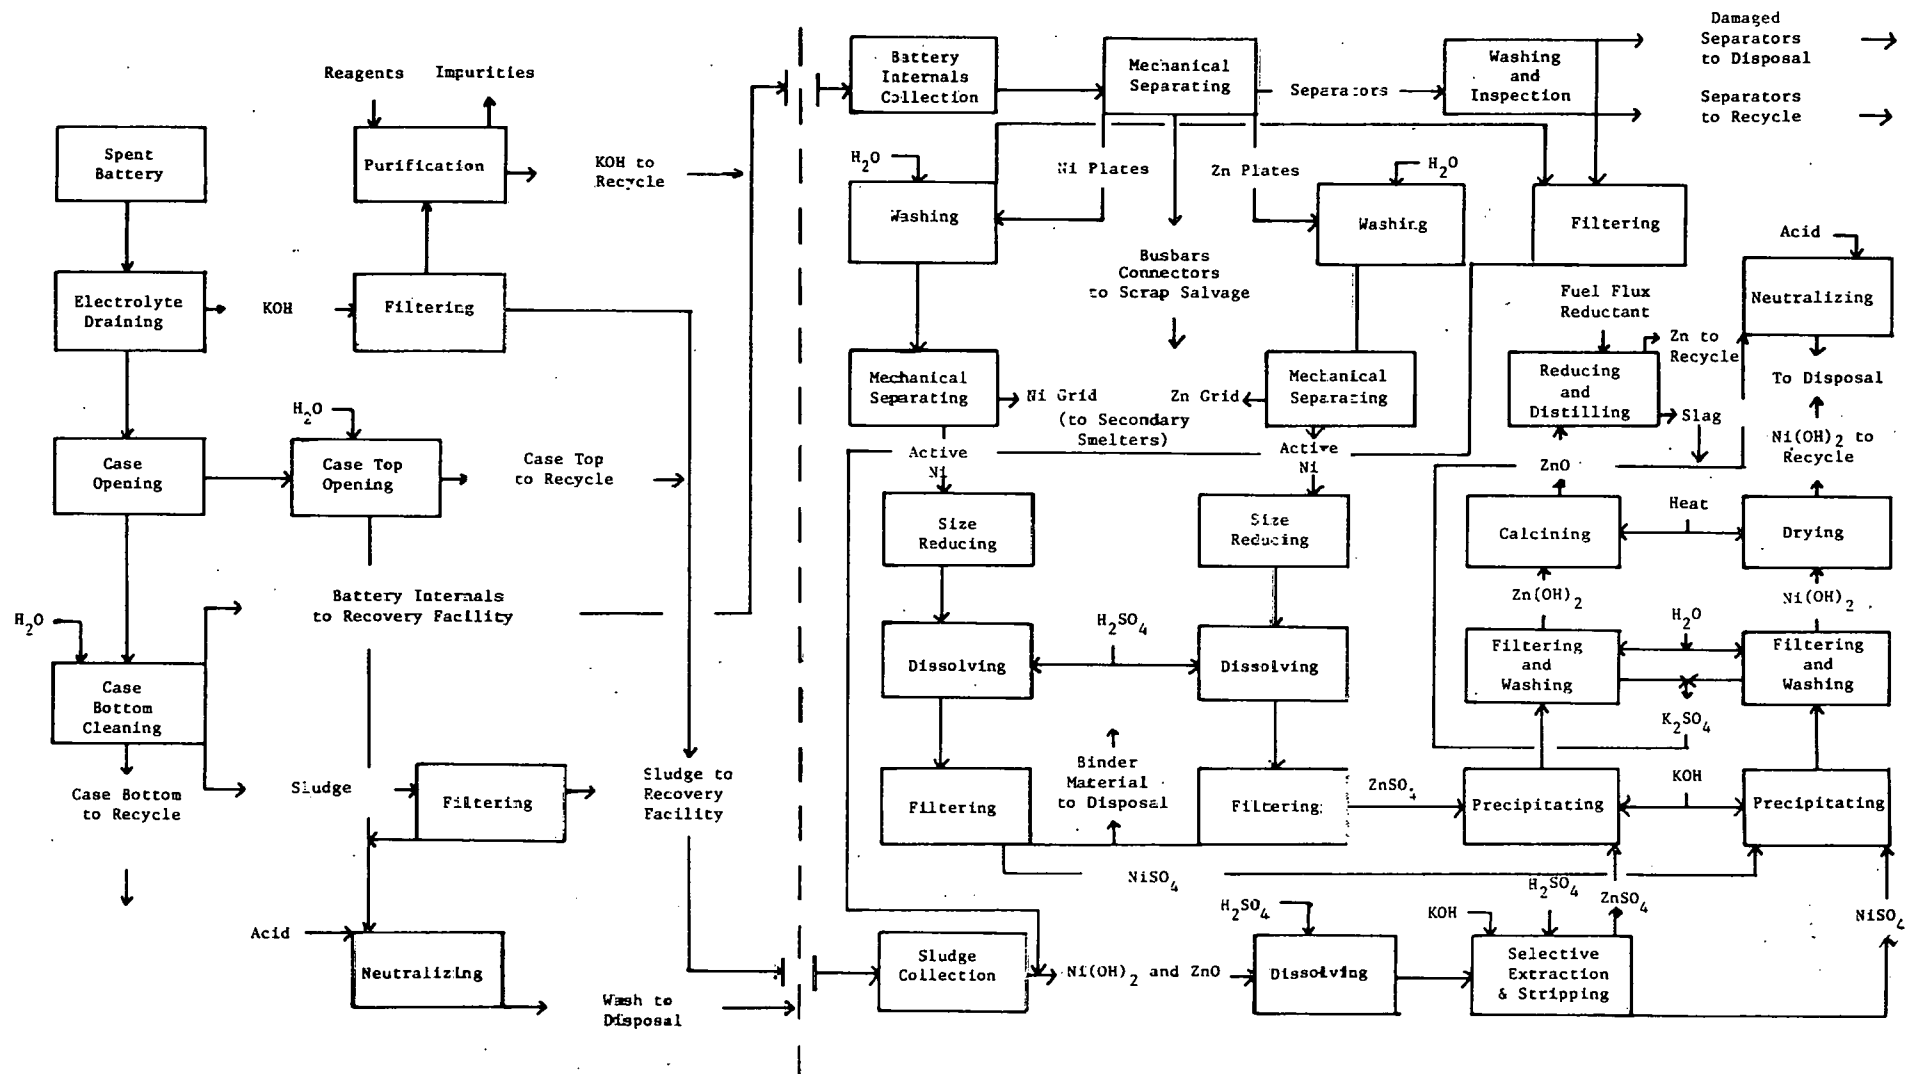 Reagents
Impurities
Spent
Battery
Purification
KOH to
Recycle
Electrolyte
Draining
KOH
Filtering
H2O
Case
Opening
Case Top
Opening
Case Top
to Recycle
Battery Internals
to Recovery Facility
H2O
Case
Bottom
Cleaning
Case Bottom
to Recycle
Sludge
Filtering
Sludge to
Recovery
Facility
Acid
Neutralizing
Wash to
Disposal
Battery
Internals
Collection
Mechanical
Separating
Separators
Washing
and
Inspection
Damaged
Separators
to Disposal
Separators
to Recycle
H2O
Washing
Ni Plates
Zn Plates
H2O
Washing
Filtering
Busbars
Connectors
to Scrap Salvage
Acid
Neutralizing
To Disposal
Fuel Flux
Reductant
Zn to
Recycle
Reducing
and
Distilling
Slag
Mechanical
Separating
Ni Grid
(to Secondary
Smelters)
Zn Grid
Mechanical
Separating
Active
Ni
Active
Ni
ZnO
Ni(OH)2 to
Recycle
Size
Reducing
Size
Reducing
Calcining
Heat
Drying
Zn(OH)2
Ni(OH)2
Dissolving
H2SO4
Dissolving
Filtering
and
Washing
H2O
Filtering
and
Washing
K2SO4
Filtering
Binder
Material
to Disposal
Filtering
ZnSO4
Precipitating
KOH
Precipitating
NiSO4
H2SO4
ZnSO4
NiSO4
Sludge
Collection
Ni(OH)2 and ZnO
H2SO4
Dissolving
KOH
Selective
Extraction
& Stripping